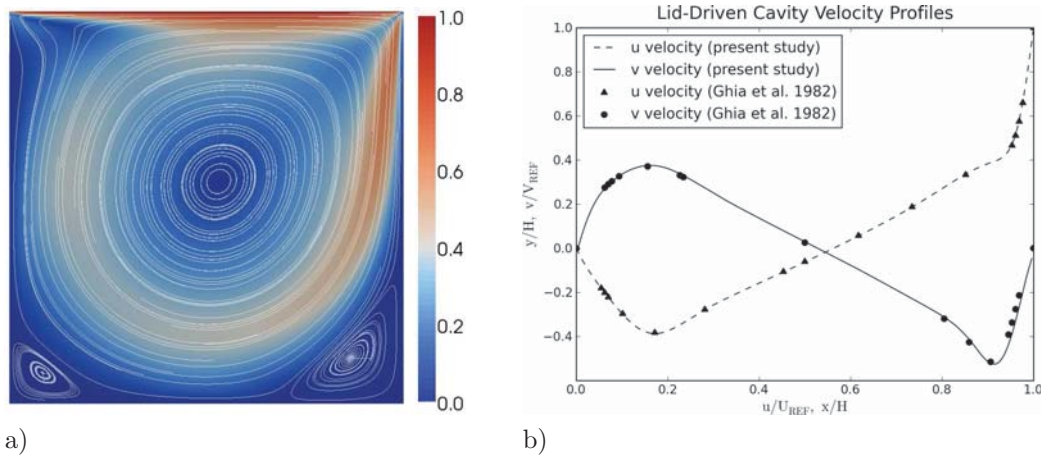 1.0
0.8
0.6
0.4
0.2
0.0
a)
Lid-Driven Cavity Velocity Profiles
u velocity (present study)
v velocity (present study)
u velocity (Ghia et al. 1982)
v velocity (Ghia et al. 1982)
1.0
0.8
0.6
0.4
0.2
0.0
−0.2
−0.4
y/H, v/V_REF
0.0 0.2 0.4 0.6 0.8 1.0
u/U_REF, x/H
b)